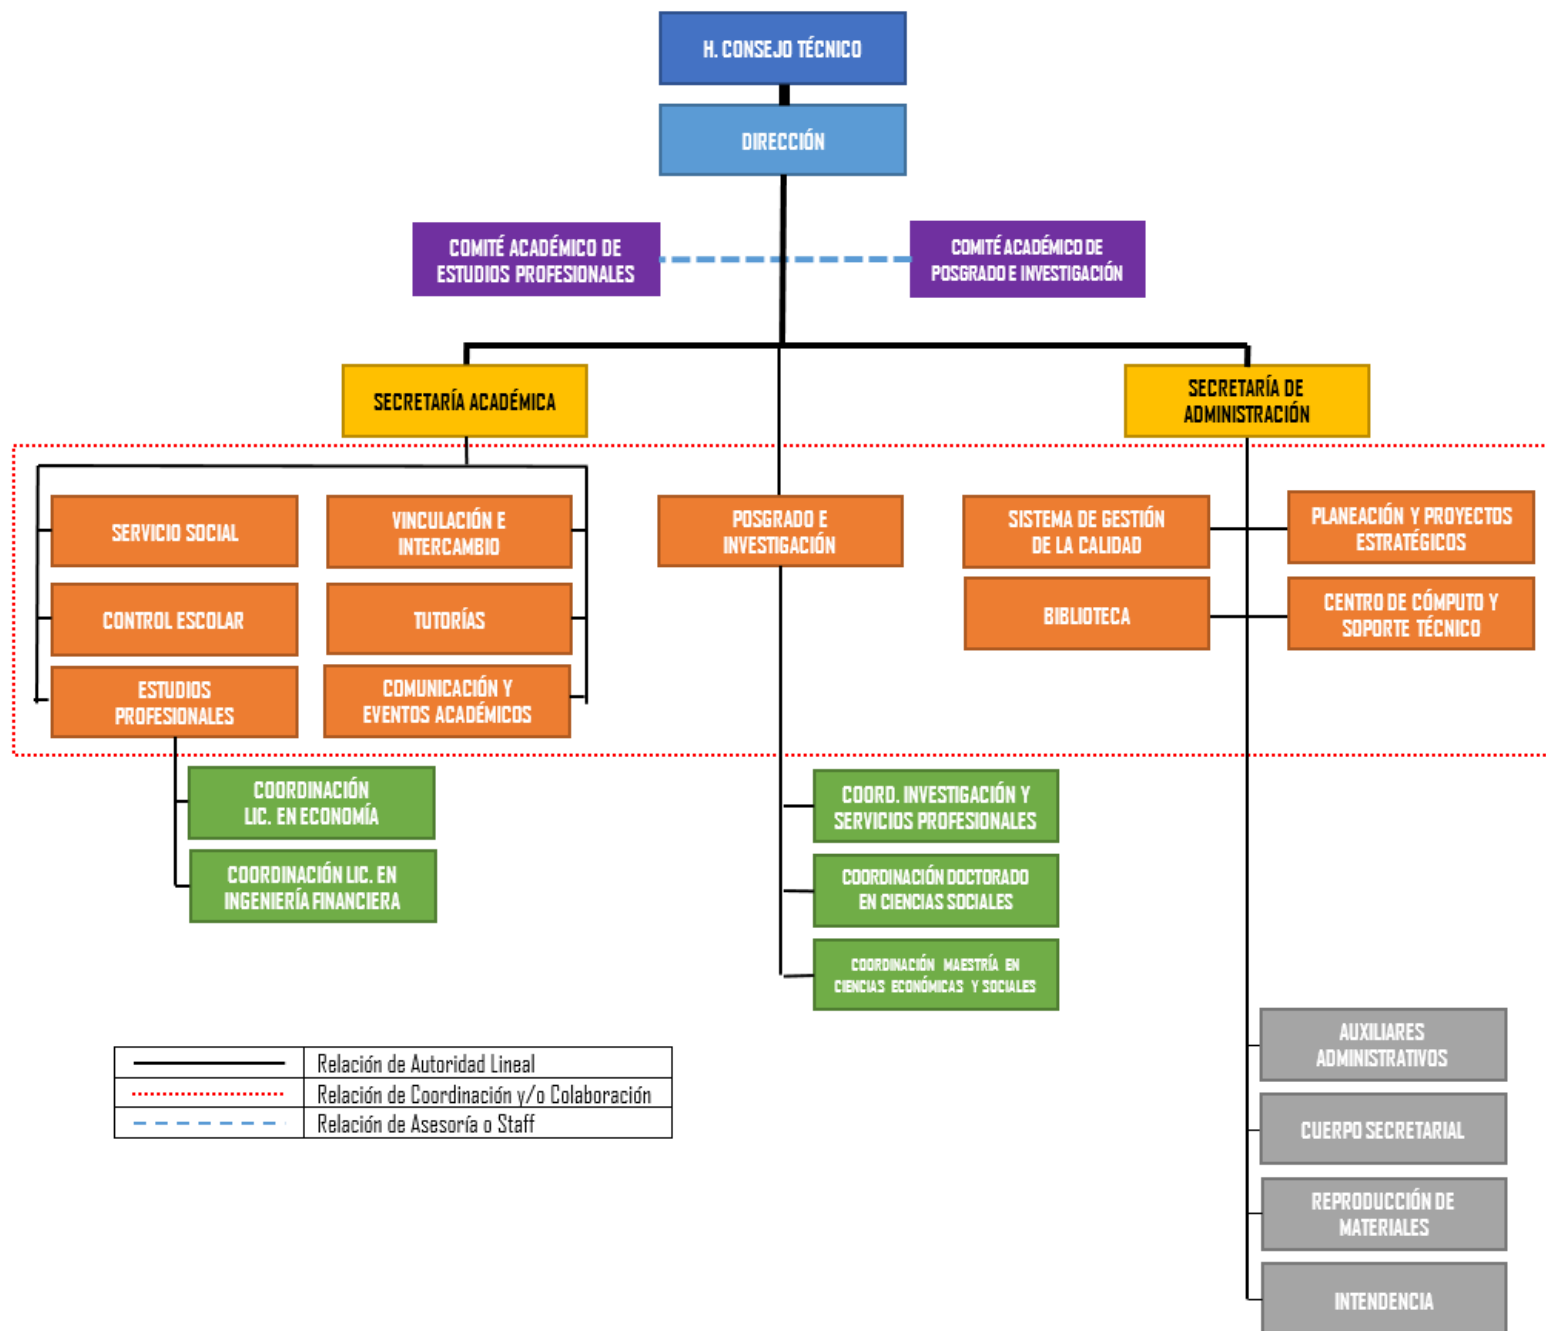 H. CONSEJO TÉCNICO
DIRECCIÓN
COMITÉ ACADÉMICO DE
ESTUDIOS PROFESIONALES
COMITÉ ACADÉMICO DE
POSGRADO E INVESTIGACIÓN
SECRETARÍA ACADÉMICA
SECRETARÍA DE
ADMINISTRACIÓN
SERVICIO SOCIAL
VINCULACIÓN E
INTERCAMBIO
POSGRADO E
INVESTIGACIÓN
SISTEMA DE GESTIÓN
DE LA CALIDAD
PLANEACIÓN Y PROYECTOS
ESTRATÉGICOS
CONTROL ESCOLAR
TUTORÍAS
BIBLIOTECA
CENTRO DE CÓMPUTO Y
SOPORTE TÉCNICO
ESTUDIOS
PROFESIONALES
COMUNICACIÓN Y
EVENTOS ACADÉMICOS
COORDINACIÓN
LIC. EN ECONOMÍA
COORDINACIÓN LIC. EN
INGENIERÍA FINANCIERA
COORD. INVESTIGACIÓN Y
SERVICIOS PROFESIONALES
COORDINACIÓN DOCTORADO
EN CIENCIAS SOCIALES
COORDINACIÓN MAESTRÍA EN
CIENCIAS ECONÓMICAS Y SOCIALES
AUXILIARES
ADMINISTRATIVOS
CUERPO SECRETARIAL
REPRODUCCIÓN DE
MATERIALES
INTENDENCIA
Relación de Autoridad Lineal
Relación de Coordinación y/o Colaboración
Relación de Asesoría o Staff